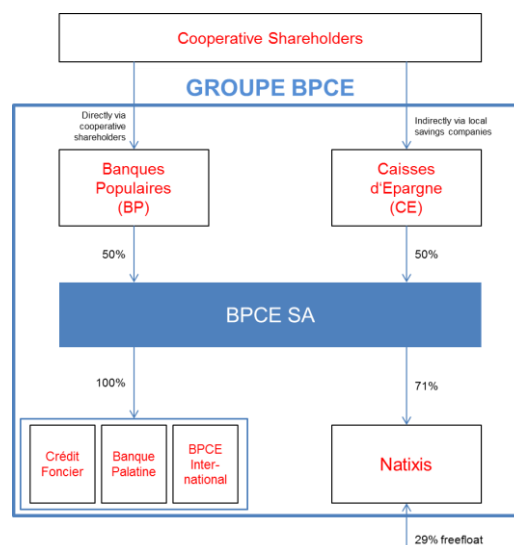 Cooperative Shareholders
GROUPE BPCE
Directly via
cooperative
shareholders
Indirectly via local
savings companies
Banques
Populaires
(BP)
Caisses
d'Epargne
(CE)
50%
50%
BPCE SA
100%
71%
Crédit
Foncier
Banque
Palatine
BPCE
Inter-
national
Natixis
29% freefloat